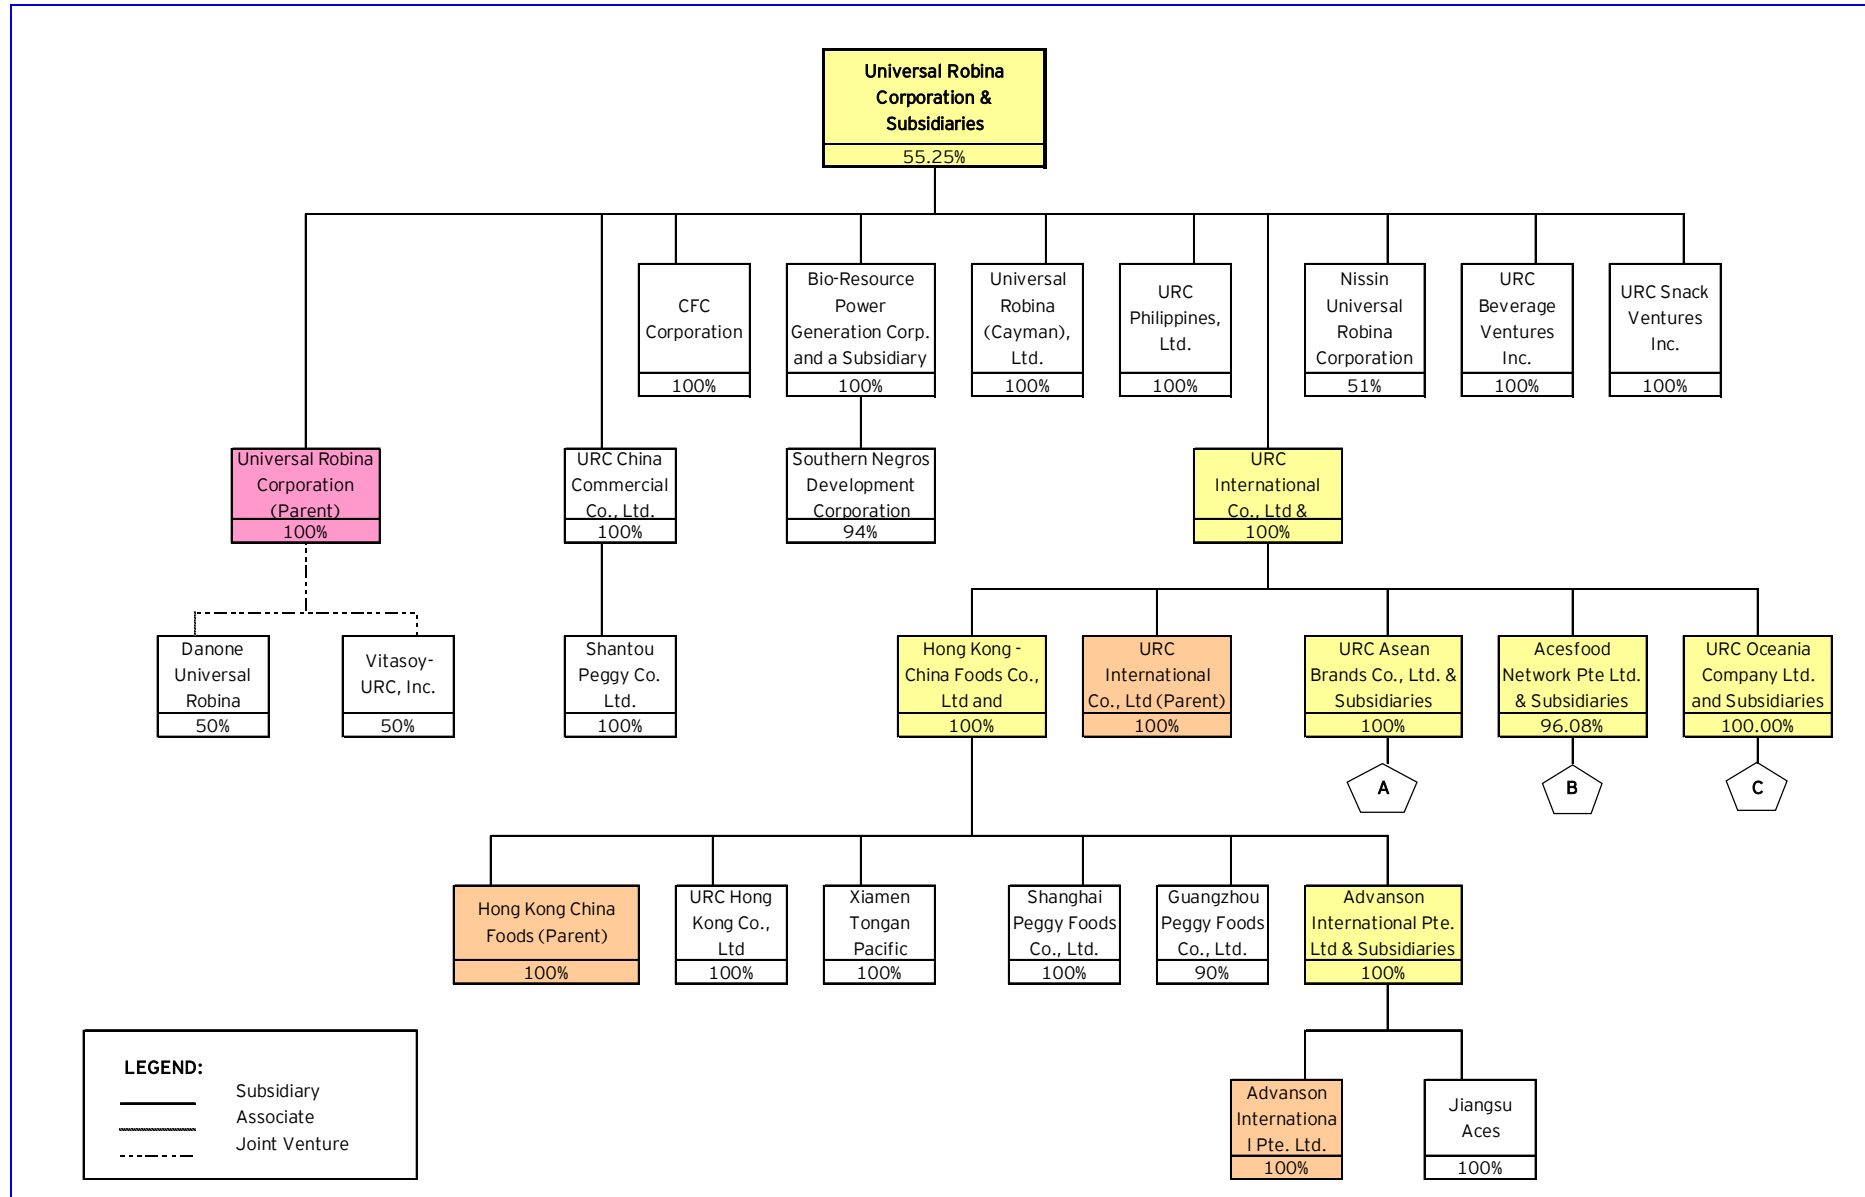 Universal Robina
Corporation &
Subsidiaries
55.25%
CFC
Corporation
100%
Bio-Resource
Power
Generation Corp.
and a Subsidiary
100%
Universal
Robina
(Cayman),
Ltd.
100%
URC
Philippines,
Ltd.
100%
Nissin
Universal
Robina
Corporation
51%
URC
Beverage
Ventures
Inc.
100%
URC Snack
Ventures
Inc.
100%
Universal Robina
Corporation
(Parent)
100%
URC China
Commercial
Co., Ltd.
100%
Southern Negros
Development
Corporation
94%
URC
International
Co., Ltd &
100%
Danone
Universal
Robina
50%
Vitasoy-
URC, Inc.
50%
Shantou
Peggy Co.
Ltd.
100%
Hong Kong -
China Foods Co.,
Ltd and
100%
URC
International
Co., Ltd (Parent)
100%
URC Asean
Brands Co., Ltd. &
Subsidiaries
100%
Acesfood
Network Pte Ltd.
& Subsidiaries
96.08%
URC Oceania
Company Ltd.
and Subsidiaries
100.00%
A
B
C
Hong Kong China
Foods (Parent)
100%
URC Hong
Kong Co.,
Ltd
100%
Xiamen
Tongan
Pacific
100%
Shanghai
Peggy Foods
Co., Ltd.
100%
Guangzhou
Peggy Foods
Co., Ltd.
90%
Advanson
International Pte.
Ltd & Subsidiaries
100%
Advanson
Internationa
l Pte. Ltd.
100%
Jiangsu
Aces
100%
LEGEND:
Subsidiary
Associate
Joint Venture